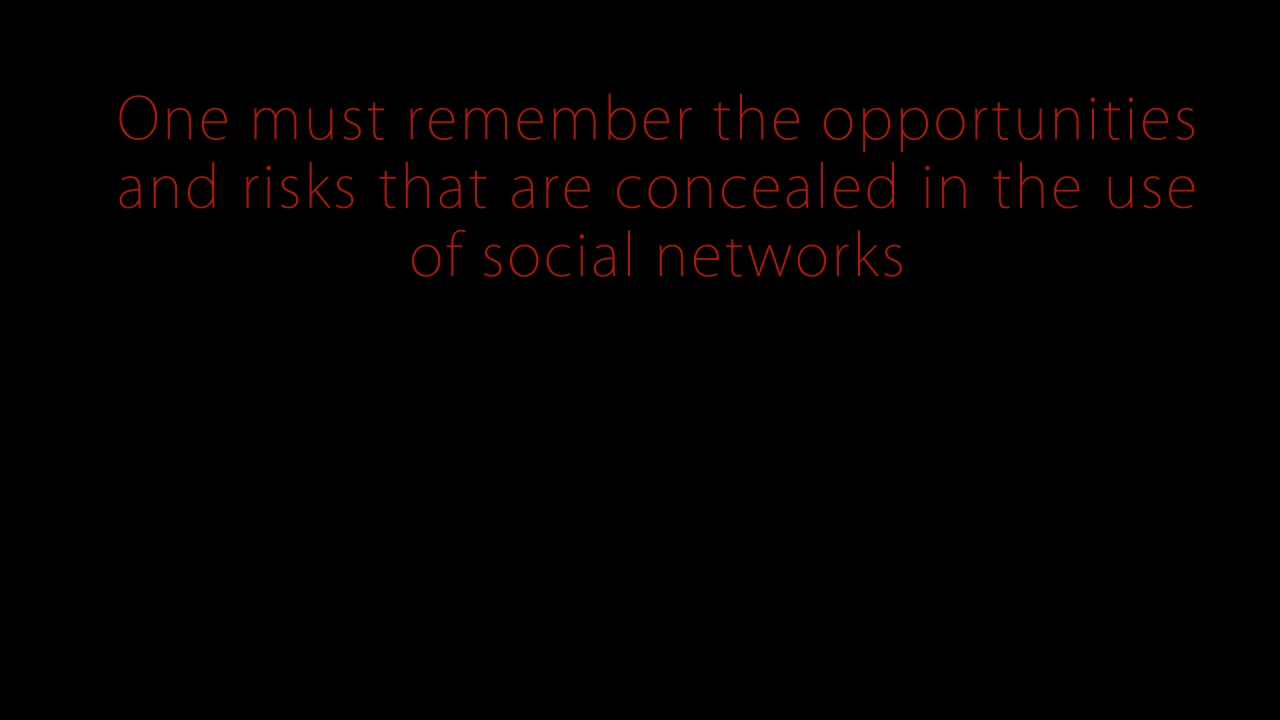 One must remember the opportunities
and risks that are concealed in the use
of social networks